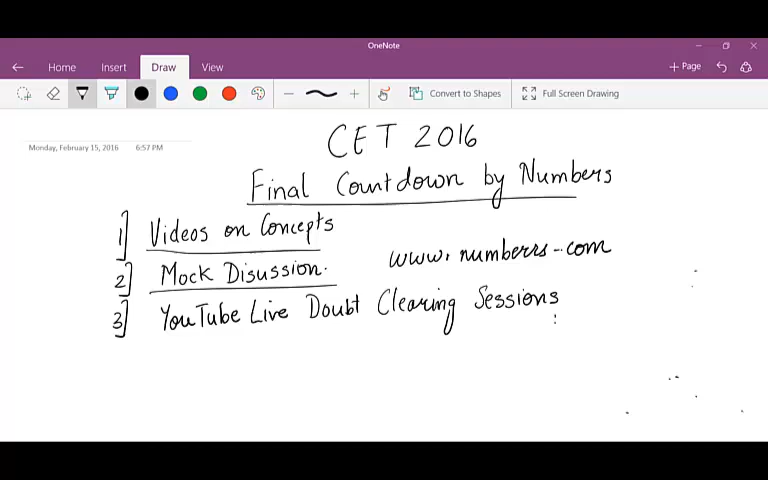 OneNote
Home Insert Draw View + Page
Convert to Shapes Full Screen Drawing
Monday, February 15, 2016 6:57 PM
CET 2016
Final Countdown by Numbers
1] Videos on Concepts
www.numberrs.com
2] Mock Disussion.
3] YouTube Live Doubt Clearing Sessions